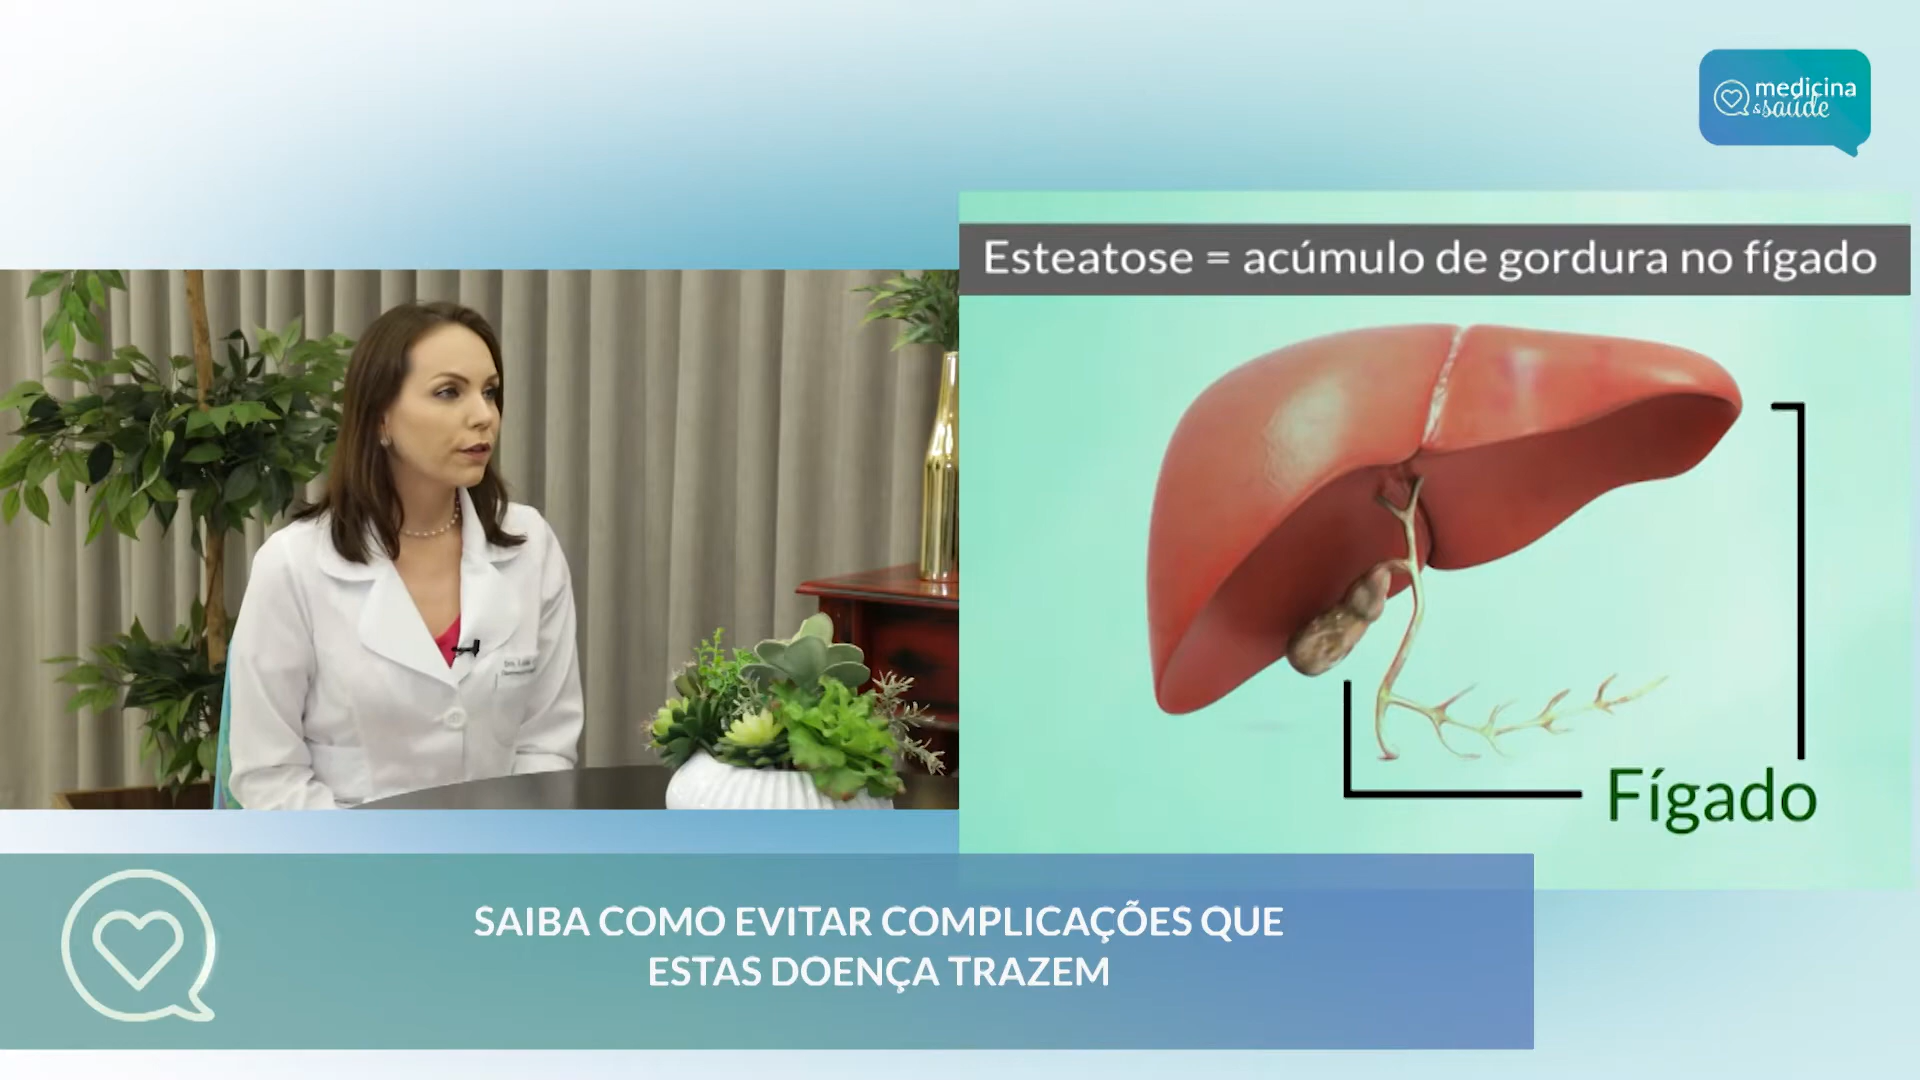 medicina
&saúde
Esteatose = acúmulo de gordura no fígado
Fígado
SAIBA COMO EVITAR COMPLICAÇÕES QUE
ESTAS DOENÇA TRAZEM